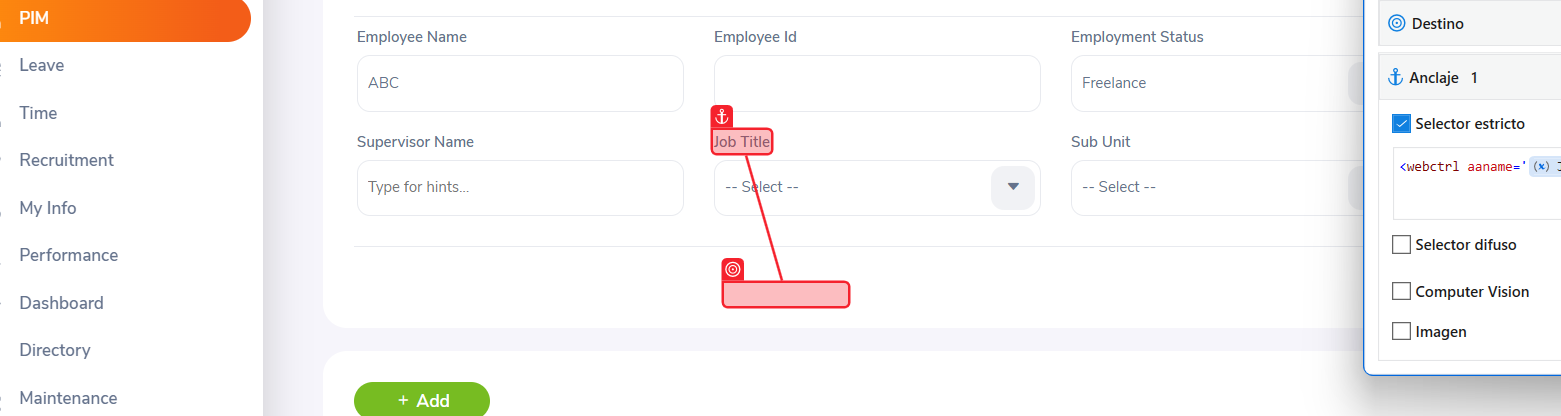 PIM
Leave
Time
Recruitment
My Info
Performance
Dashboard
Directory
Maintenance
Employee Name
Employee Id
Employment Status
ABC
Freelance
Supervisor Name
Job Title
Sub Unit
Type for hints...
-- Select --
-- Select --
+ Add
Destino
Anclaje 1
Selector estricto
<webctrl aaname='(x) J
Selector difuso
Computer Vision
Imagen